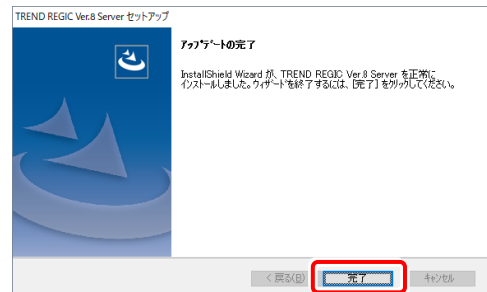 TREND REGIC Ver.8 Server セットアップ
ｱｯﾌﾟﾃﾞｰﾄの完了
InstallShield Wizard が、TREND REGIC Ver.8 Server を正常に
ｲﾝｽﾄｰﾙしました。ｳｨｻﾞｰﾄﾞを終了するには、[完了] をｸﾘｯｸしてください。
< 戻る(B)
完了
ｷｬﾝｾﾙ